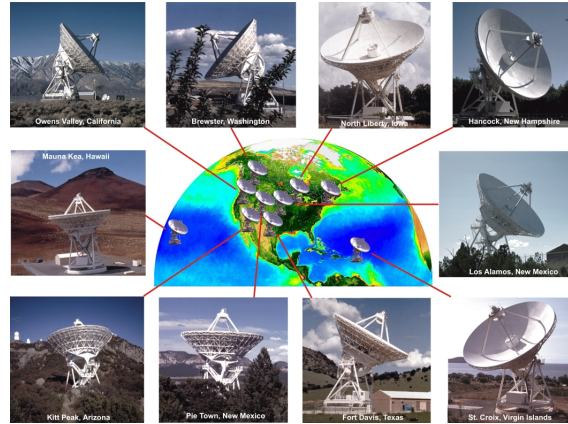 Owens Valley, California
Brewster, Washington
North Liberty, Iowa
Hancock, New Hampshire
Mauna Kea, Hawaii
Los Alamos, New Mexico
Kitt Peak, Arizona
Pie Town, New Mexico
Fort Davis, Texas
St. Croix, Virgin Islands